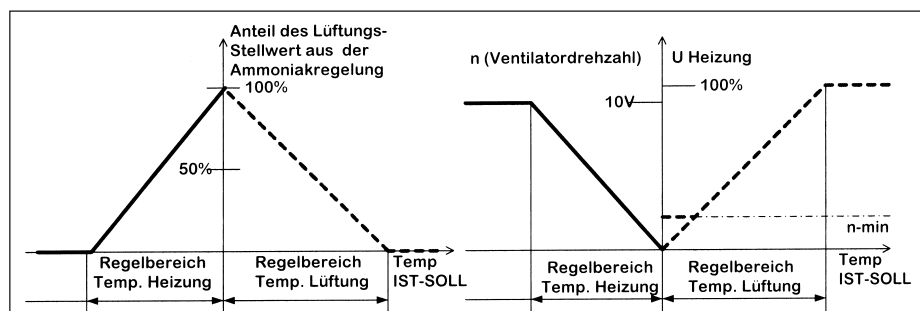 Anteil des Lüftungs-
Stellwert aus der
Ammoniakregelung
100%
50%
Regelbereich
Temp. Heizung
Regelbereich
Temp. Lüftung
Temp
IST-SOLL
n (Ventilatordrehzahl)
U Heizung
10V
100%
n-min
Regelbereich
Temp. Heizung
Regelbereich
Temp. Lüftung
Temp
IST-SOLL